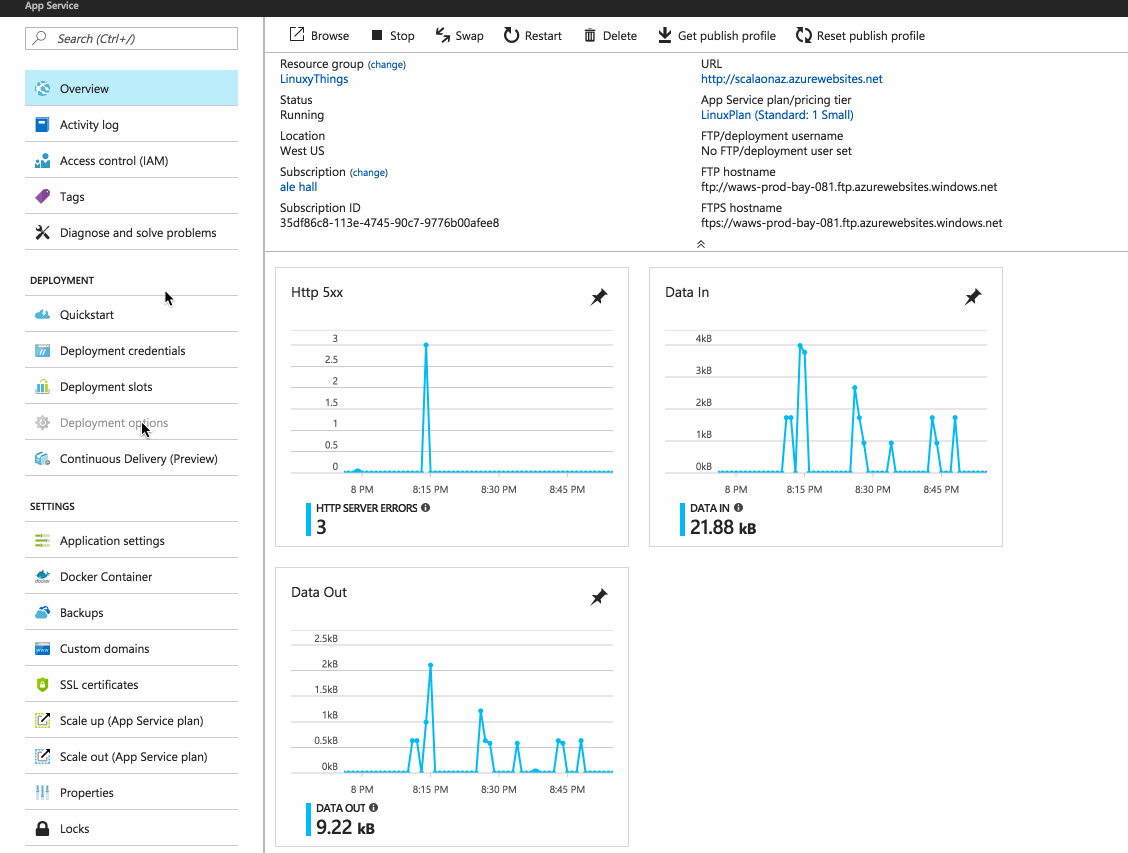 App Service
Search (Ctrl+/)
Overview
Activity log
Access control (IAM)
Tags
Diagnose and solve problems
DEPLOYMENT
Quickstart
Deployment credentials
Deployment slots
Deployment options
Continuous Delivery (Preview)
SETTINGS
Application settings
Docker Container
Backups
Custom domains
SSL certificates
Scale up (App Service plan)
Scale out (App Service plan)
Properties
Locks
Browse Stop Swap Restart Delete Get publish profile Reset publish profile
Resource group (change)
LinuxyThings
Status
Running
Location
West US
Subscription (change)
ale hall
Subscription ID
35df86c8-113e-4745-90c7-9776b00afee8
URL
http://scalaonaz.azurewebsites.net
App Service plan/pricing tier
LinuxPlan (Standard: 1 Small)
FTP/deployment username
No FTP/deployment user set
FTP hostname
ftp://waws-prod-bay-081.ftp.azurewebsites.windows.net
FTPS hostname
ftps://waws-prod-bay-081.ftp.azurewebsites.windows.net
Http 5xx
3
2.5
2
1.5
1
0.5
0
8 PM 8:15 PM 8:30 PM 8:45 PM
HTTP SERVER ERRORS
3
Data In
4kB
3kB
2kB
1kB
0kB
8 PM 8:15 PM 8:30 PM 8:45 PM
DATA IN
21.88 kB
Data Out
2.5kB
2kB
1.5kB
1kB
0.5kB
0kB
8 PM 8:15 PM 8:30 PM 8:45 PM
DATA OUT
9.22 kB